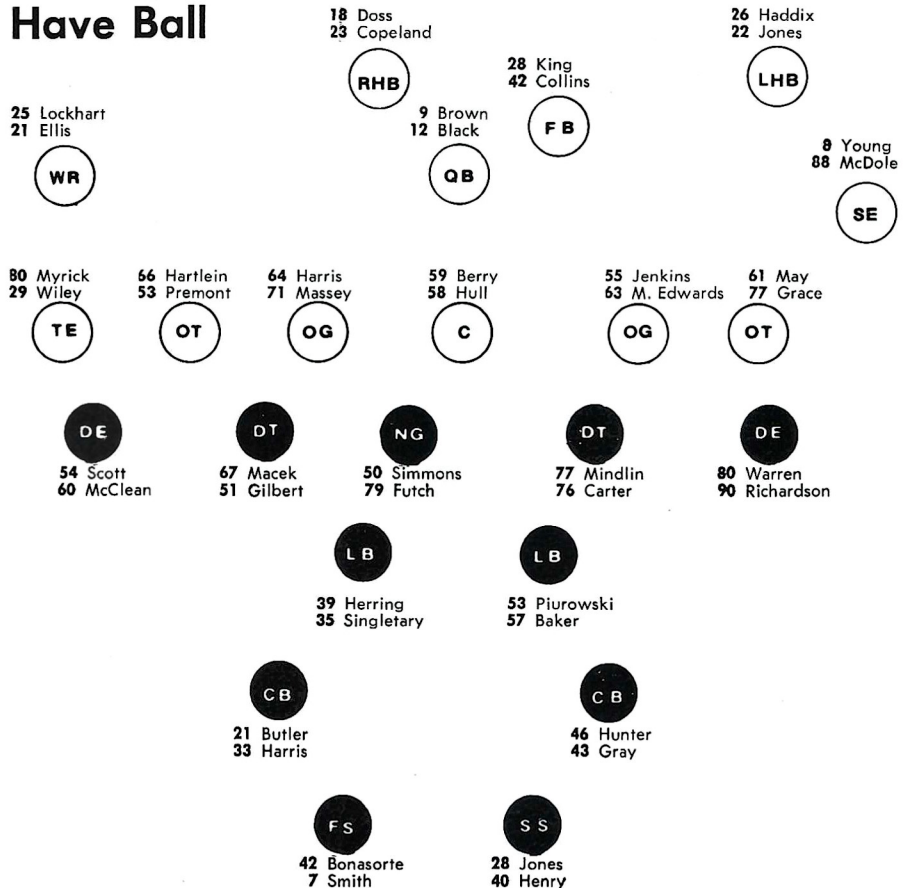 Have Ball
18 Doss
23 Copeland
RHB
26 Haddix
22 Jones
LHB
28 King
42 Collins
FB
25 Lockhart
21 Ellis
WR
9 Brown
12 Black
QB
8 Young
88 McDole
SE
80 Myrick
29 Wiley
TE
66 Hartlein
53 Premont
OT
64 Harris
71 Massey
OG
59 Berry
58 Hull
C
55 Jenkins
63 M. Edwards
OG
61 May
77 Grace
OT
DE
54 Scott
60 McClean
DT
67 Macek
51 Gilbert
NG
50 Simmons
79 Futch
DT
77 Mindlin
76 Carter
DE
80 Warren
90 Richardson
LB
39 Herring
35 Singletary
LB
53 Piurowski
57 Baker
CB
21 Butler
33 Harris
CB
46 Hunter
43 Gray
FS
42 Bonasorte
7 Smith
SS
28 Jones
40 Henry